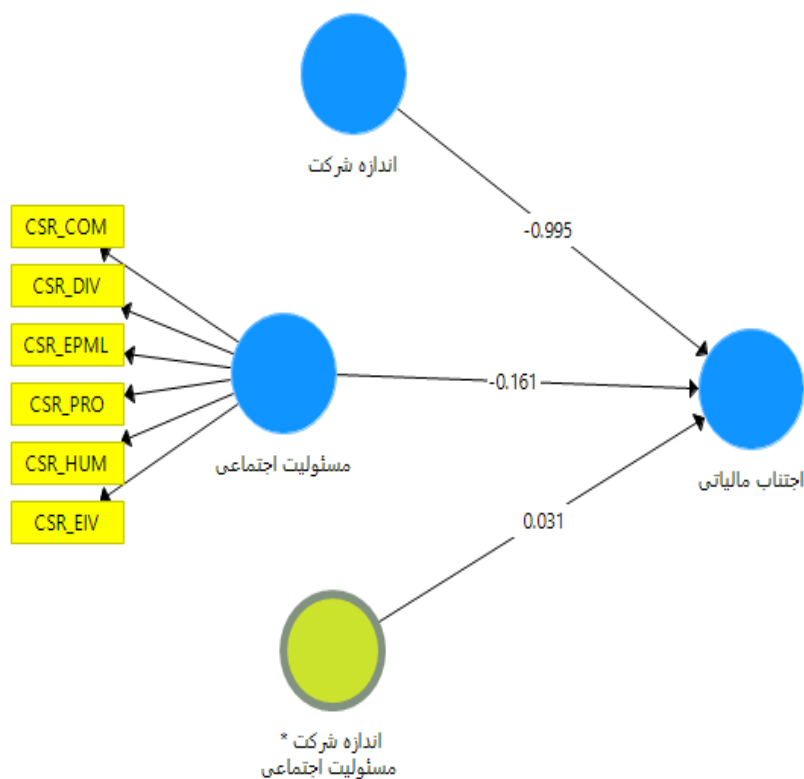 اندازه شرکت
-0.995
CSR_COM
CSR_DIV
CSR_EPML
CSR_PRO
CSR_HUM
CSR_EIV
مسئولیت اجتماعی
-0.161
اجتناب مالیاتی
0.031
اندازه شرکت *
مسئولیت اجتماعی